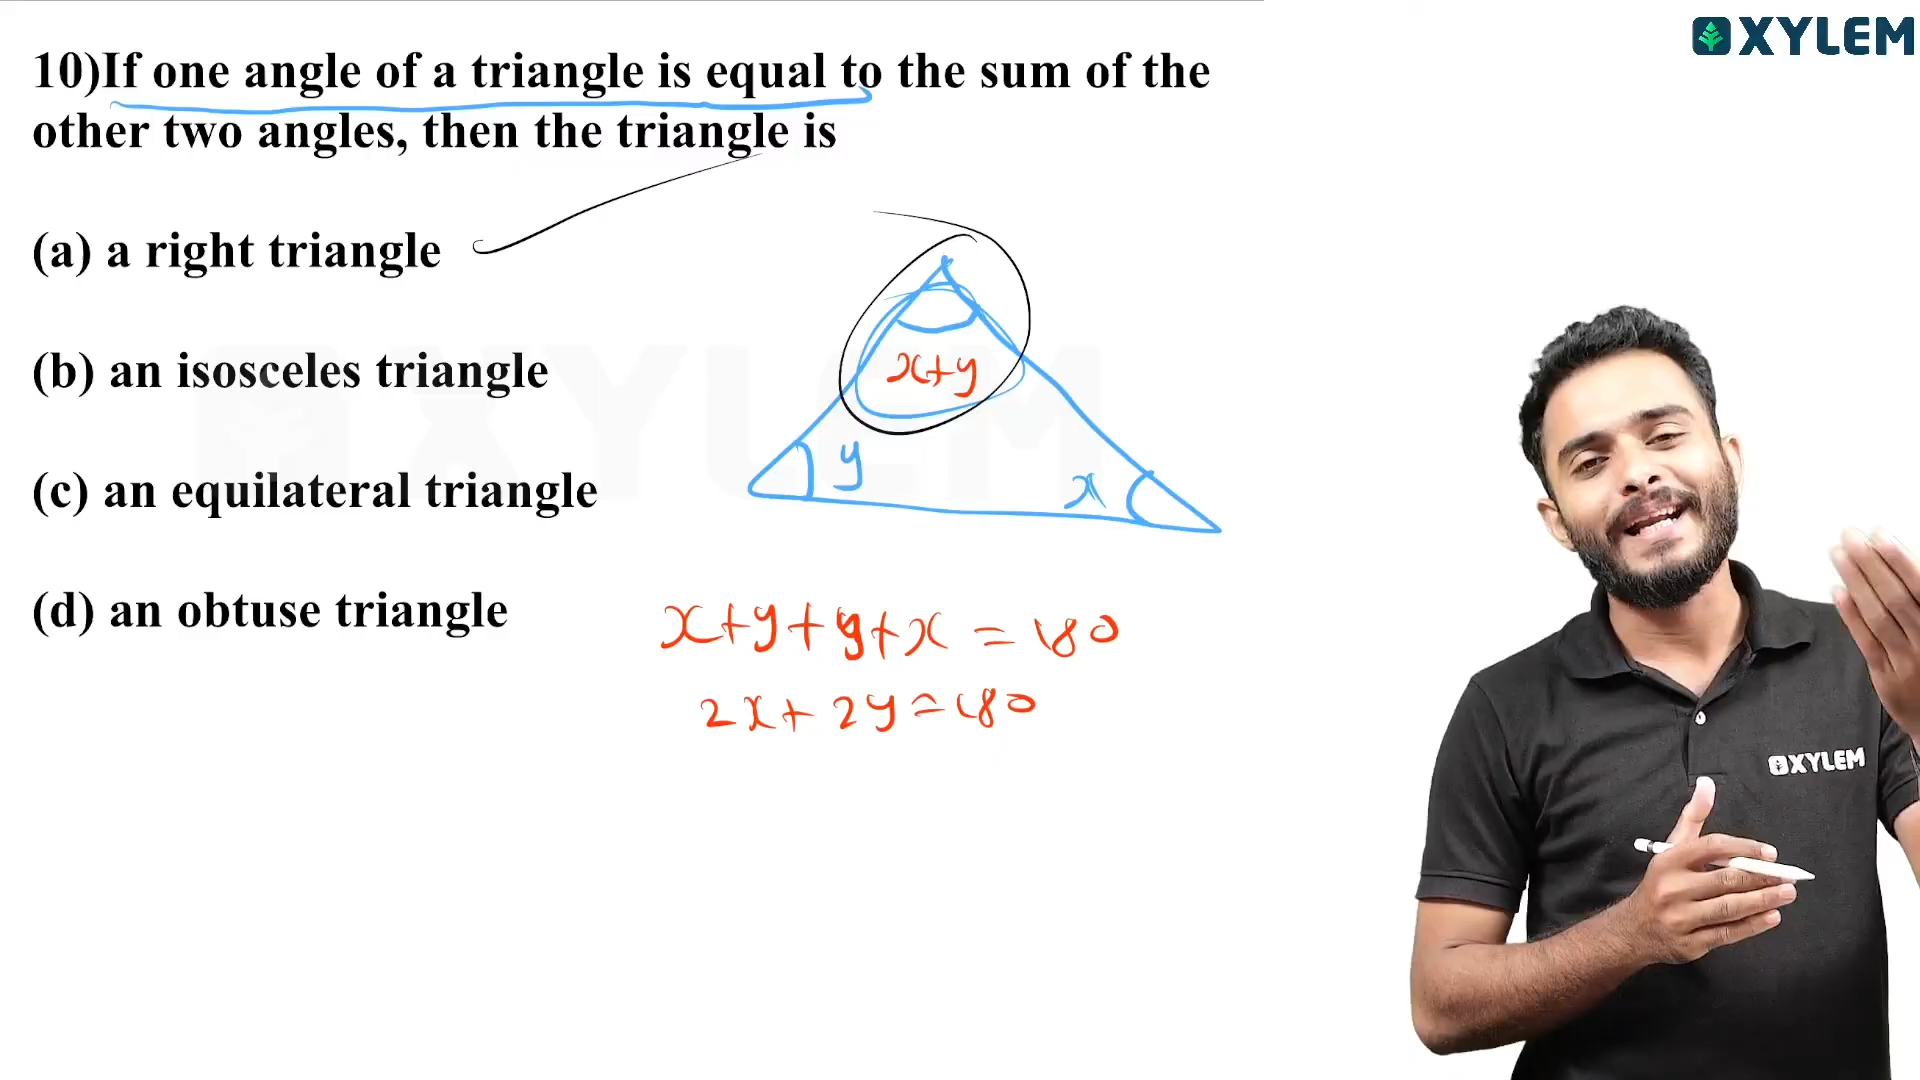 XYLEM
10)If one angle of a triangle is equal to the sum of the
other two angles, then the triangle is
(a) a right triangle
(b) an isosceles triangle
(c) an equilateral triangle
(d) an obtuse triangle
x+y
y
x
x+y+y+x = 180
2x+2y=180
XYLEM
XYLEM